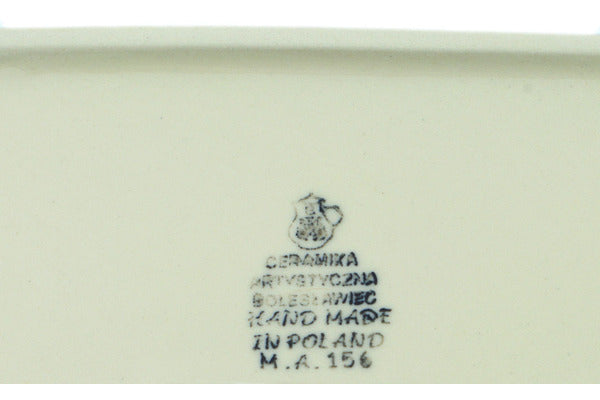 CERAMIKA
ARTYSTYCZNA
BOLESŁAWIEC
HAND MADE
IN POLAND
M.A. 156